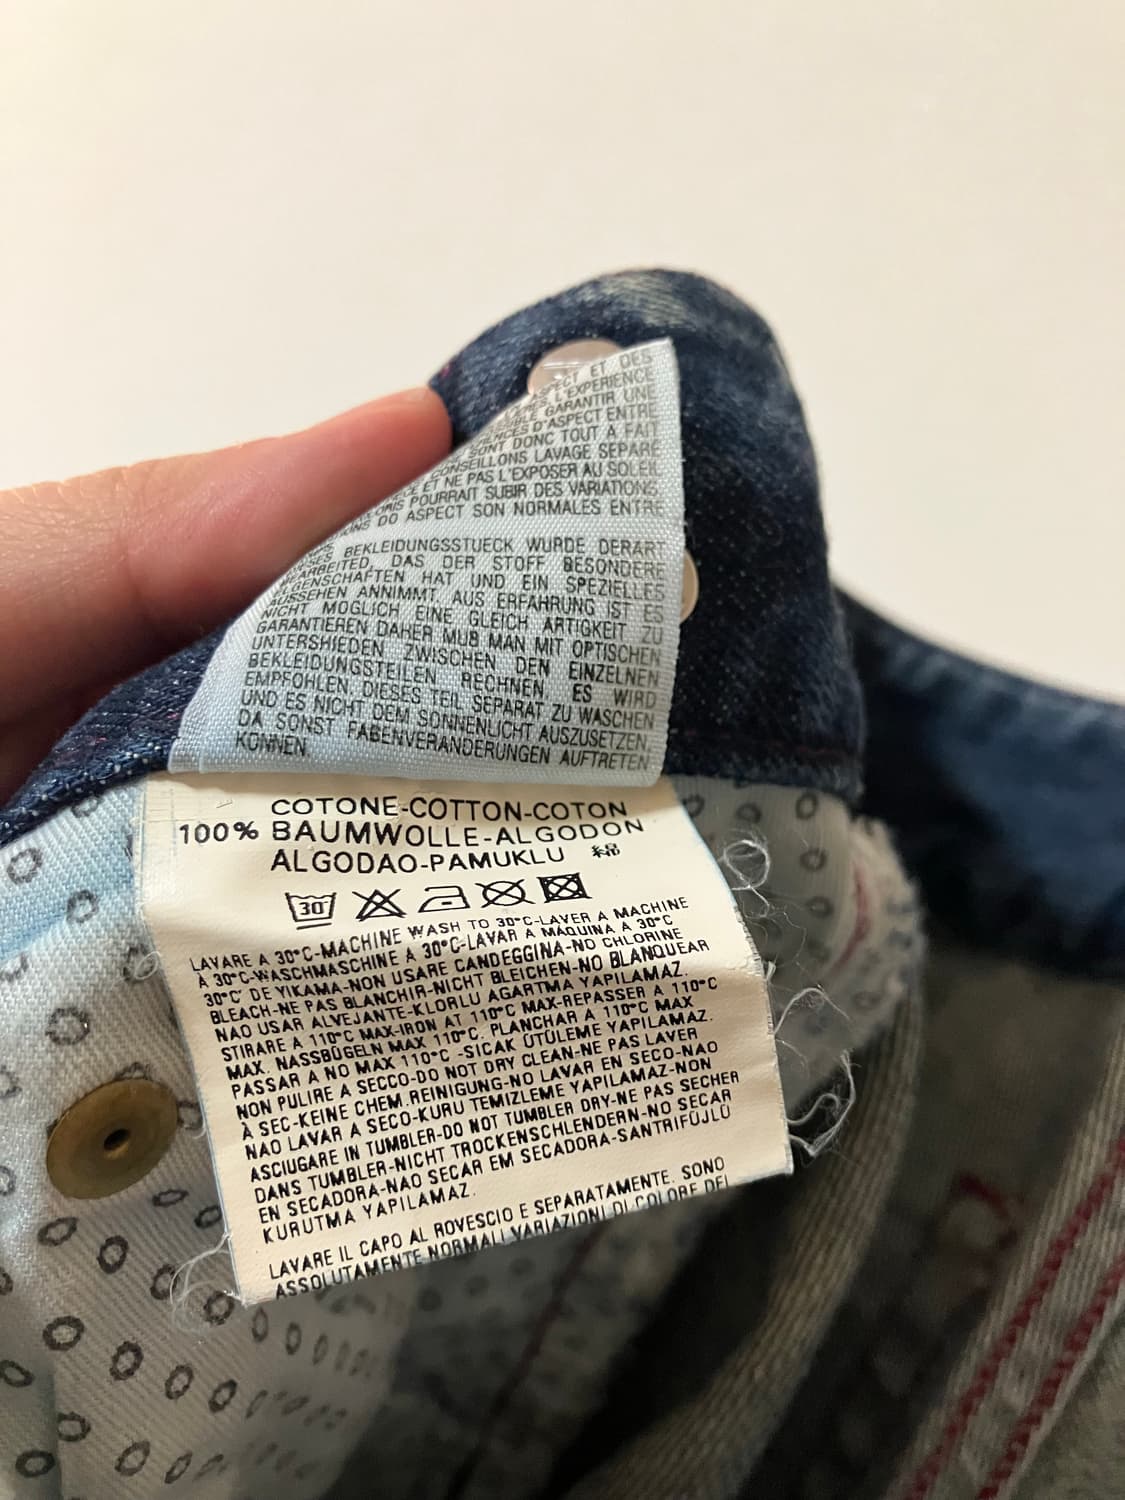 ET DES
L'EXPERIENCE
GARANTIR UNE
D'ASPECT ENTRE
SONT DONC TOUT A FAIT
CONSEILLONS LAVAGE SEPARE
ET NE PAS L'EXPOSER AU SOLEIL
POURRAIT SUBIR DES VARIATIONS
DO ASPECT SON NORMALES ENTRE
BEKLEIDUNGSSTUECK WURDE DERART
DAS DER STOFF BESONDERE
HAT UND EIN SPEZIELLES
AUSSEHEN ANNIMMT. AUS ERFAHRUNG IST ES
NICHT MOGLICH EINE GLEICH ARTIGKEIT ZU
GARANTIEREN DAHER MUB MAN MIT OPTISCHEN
UNTERSHIEDEN ZWISCHEN DEN EINZELNEN
BEKLEIDUNGSTEILEN RECHNEN. ES WIRD
EMPFOHLEN, DIESES TEIL SEPARAT ZU WASCHEN
UND ES NICHT DEM SONNENLICHT AUSZUSETZEN,
DA SONST FABENVERANDERUNGEN AUFTRETEN
KONNEN.
COTONE-COTTON-COTON
100% BAUMWOLLE-ALGODON
ALGODAO-PAMUKLU 綿
30
LAVARE A 30°C-MACHINE WASH TO 30°C-LAVER A MACHINE
À 30°C-WASCHMASCHINE A 30°C-LAVAR A MAQUINA A 30°C
30°C' DE YIKAMA-NON USARE CANDEGGINA-NO CHLORINE
BLEACH-NE PAS BLANCHIR-NICHT BLEICHEN-NO BLANQUEAR
NAO USAR ALVEJANTE-KLORLU AGARTMA YAPILAMAZ.
STIRARE A 110°C MAX-IRON AT 110°C MAX-REPASSER A 110°C
MAX. NASSBÜGELN MAX 110°C. PLANCHAR A 110°C MAX
PASSAR A NO MAX 110°C -SICAK ÜTÜLEME YAPILAMAZ.
NON PULIRE A SECCO-DO NOT DRY CLEAN-NE PAS LAVER
À SEC-KEINE CHEM.REINIGUNG-NO LAVAR EN SECO-NAO
NAO LAVAR A SECO-KURU TEMIZLEME YAPILAMAZ-NON
ASCIUGARE IN TUMBLER-DO NOT TUMBLER DRY-NE PAS SECHER
DANS TUMBLER-NICHT TROCKENSCHLENDERN-NO SECAR
EN SECADORA-NAO SECAR EM SECADORA-SANTRIFÜJLÜ
KURUTMA YAPILAMAZ.
LAVARE IL CAPO AL ROVESCIO E SEPARATAMENTE. SONO
ASSOLUTAMENTE NORMALI VARIAZIONI DI COLORE DEL